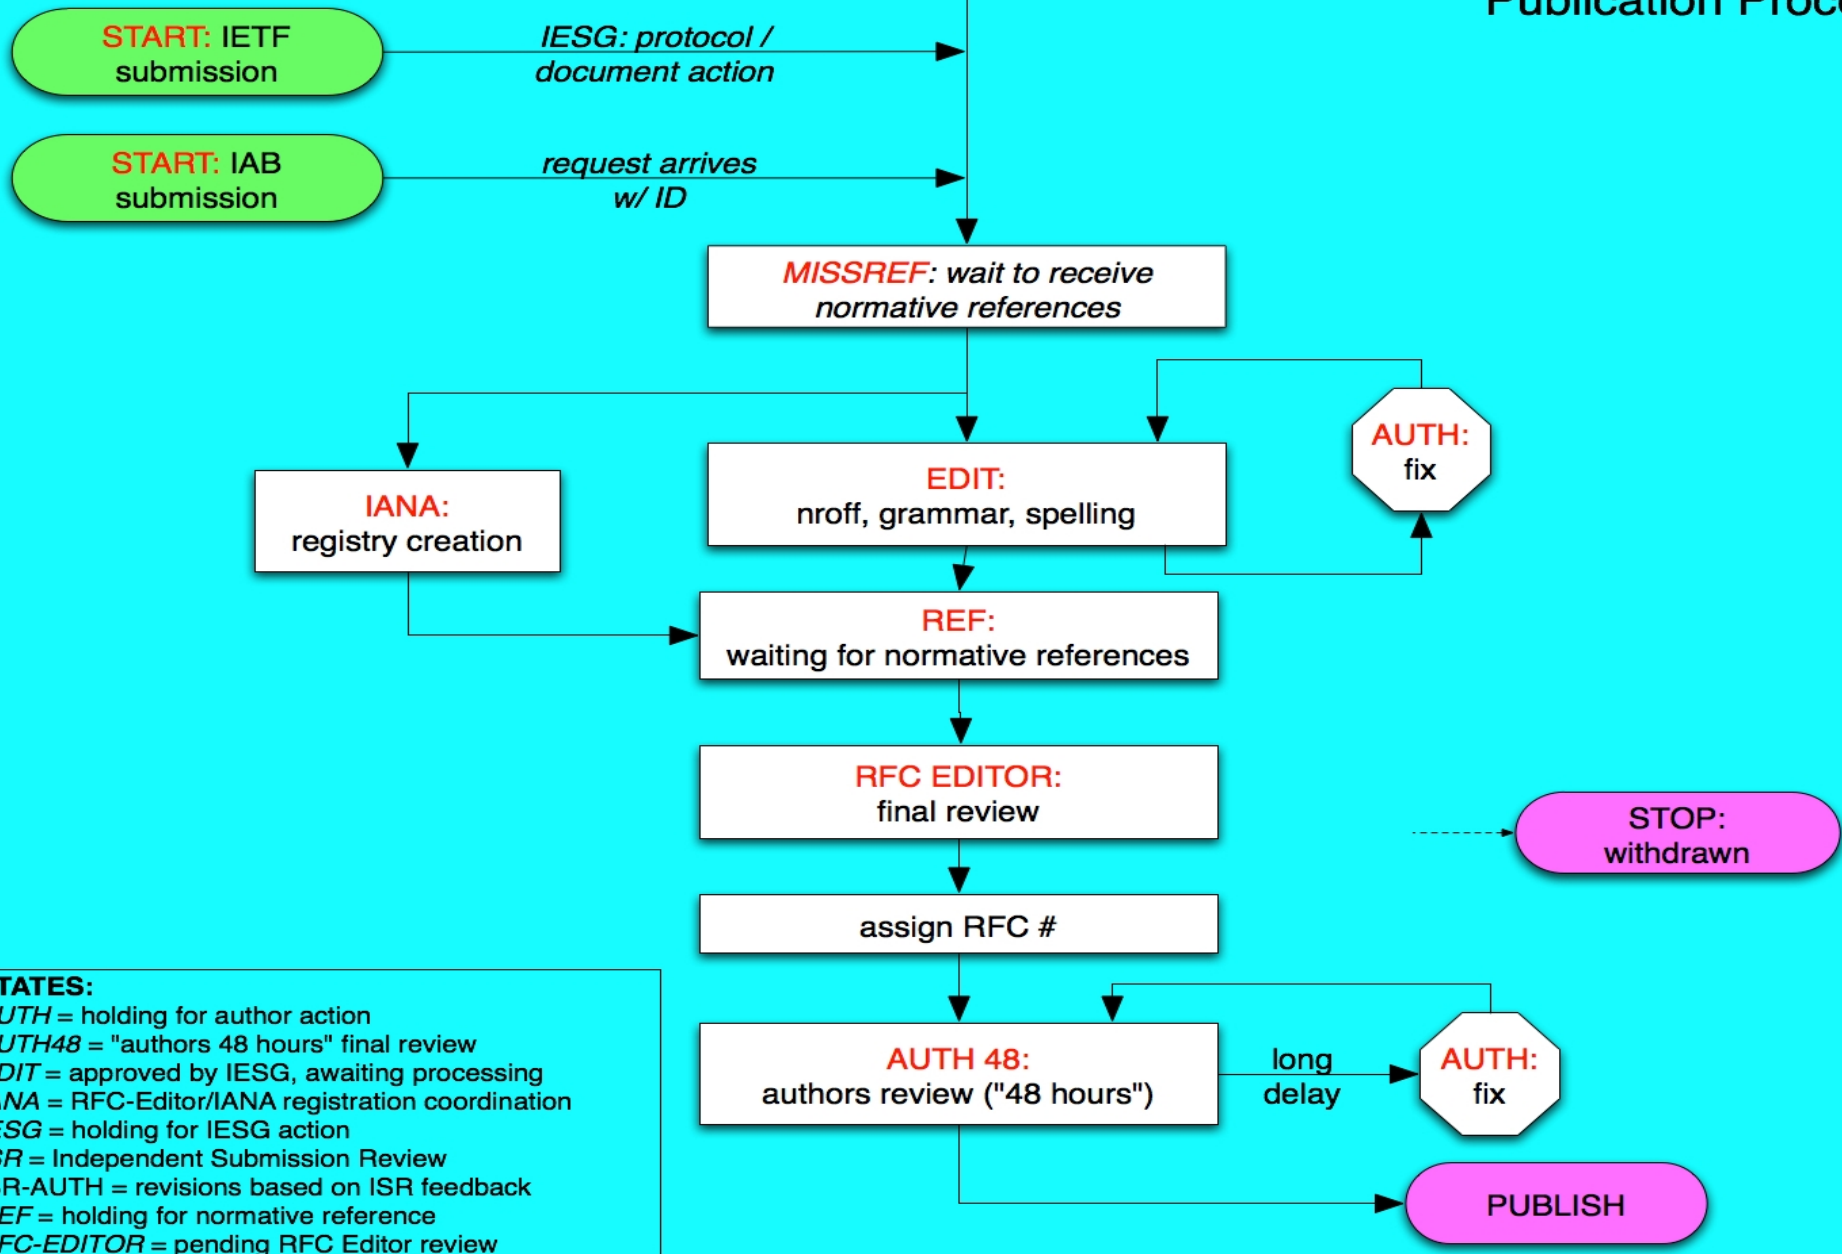 Publication Proc
START: IETF
submission
IESG: protocol /
document action
START: IAB
submission
request arrives
w/ ID
MISSREF: wait to receive
normative references
AUTH:
fix
EDIT:
nroff, grammar, spelling
IANA:
registry creation
REF:
waiting for normative references
RFC EDITOR:
final review
STOP:
withdrawn
assign RFC #
AUTH 48:
authors review ("48 hours")
long
delay
AUTH:
fix
PUBLISH
TATES:
UTH = holding for author action
UTH48 = "authors 48 hours" final review
DIT = approved by IESG, awaiting processing
ANA = RFC-Editor/IANA registration coordination
ESG = holding for IESG action
SR = Independent Submission Review
R-AUTH = revisions based on ISR feedback
EF = holding for normative reference
FC-EDITOR = pending RFC Editor review